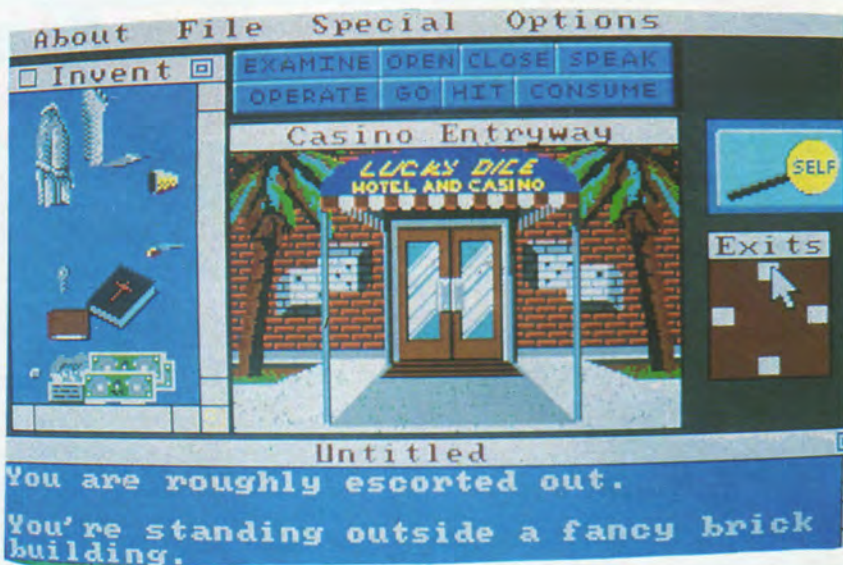 About File Special Options
Invent
EXAMINE OPEN CLOSE SPEAK
OPERATE GO HIT CONSUME
Casino Entryway
LUCKY DICE
HOTEL AND CASINO
SELF
Exits
Untitled
You are roughly escorted out.
You're standing outside a fancy brick
building.